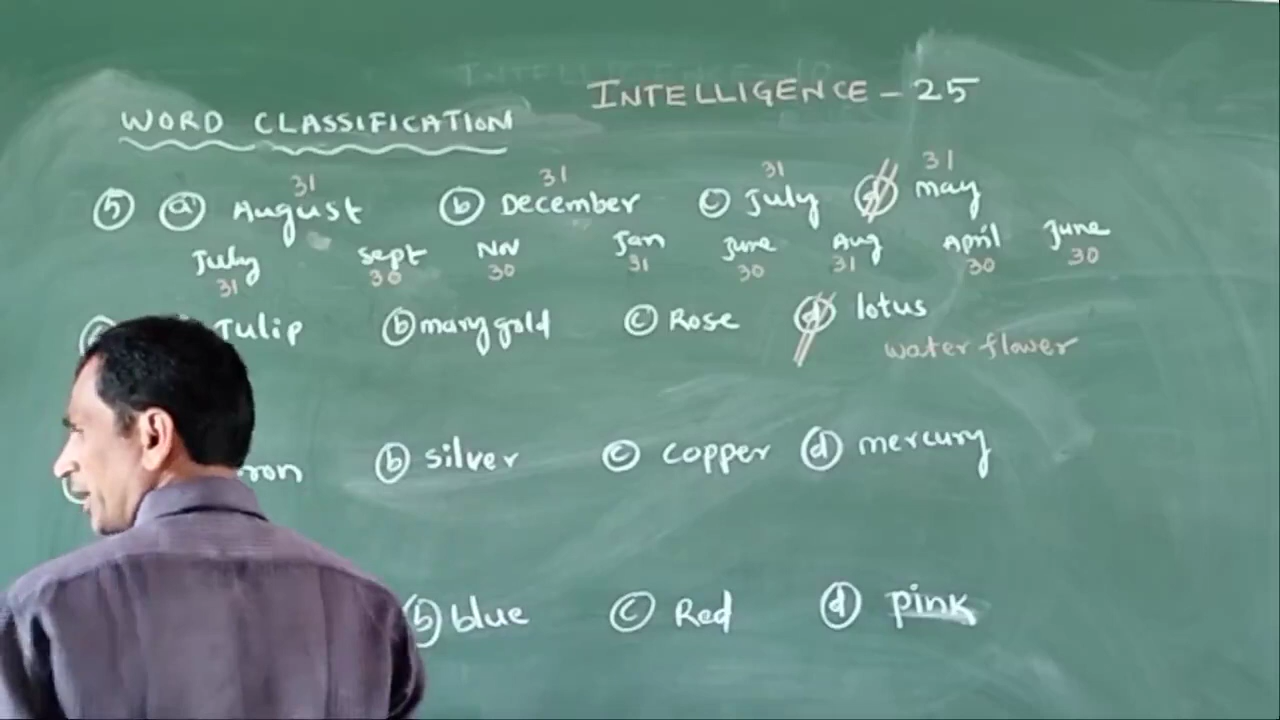 INTELLIGENCE - 25
WORD CLASSIFICATION
31 31 31 31
5 a August b December c July d may
July sept Nov Jan June Aug April June
31 30 30 31 30 31 30 30
Tulip b mary gold c Rose d lotus
water flower
b silver c copper d mercury
b blue c Red d pink